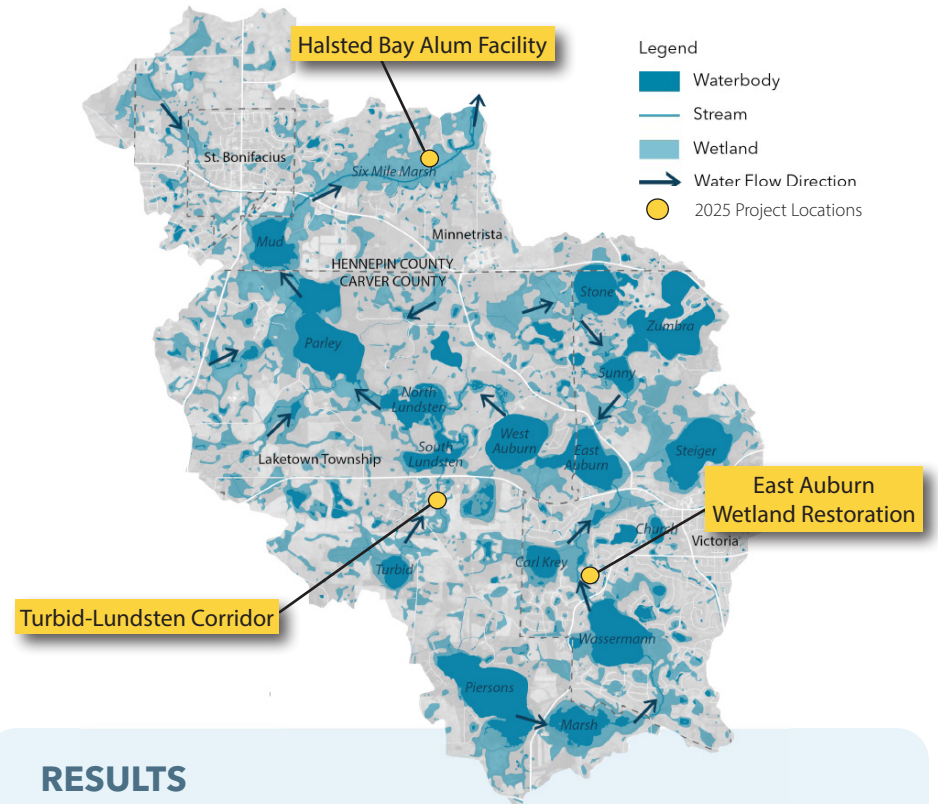 Halsted Bay Alum Facility
Legend
Waterbody
Stream
Wetland
Water Flow Direction
2025 Project Locations
St. Bonifacius
Six Mile Marsh
Mud
Minnetrista
HENNEPIN COUNTY
CARVER COUNTY
Stone
Zumbra
Parley
Sunny
North
Lundsten
West
Auburn
East
Auburn
Steiger
South
Lundsten
Laketown Township
East Auburn
Wetland Restoration
Church
Victoria
Carl Krey
Turbid
Turbid-Lundsten Corridor
Wassermann
Piersons
Marsh
RESULTS